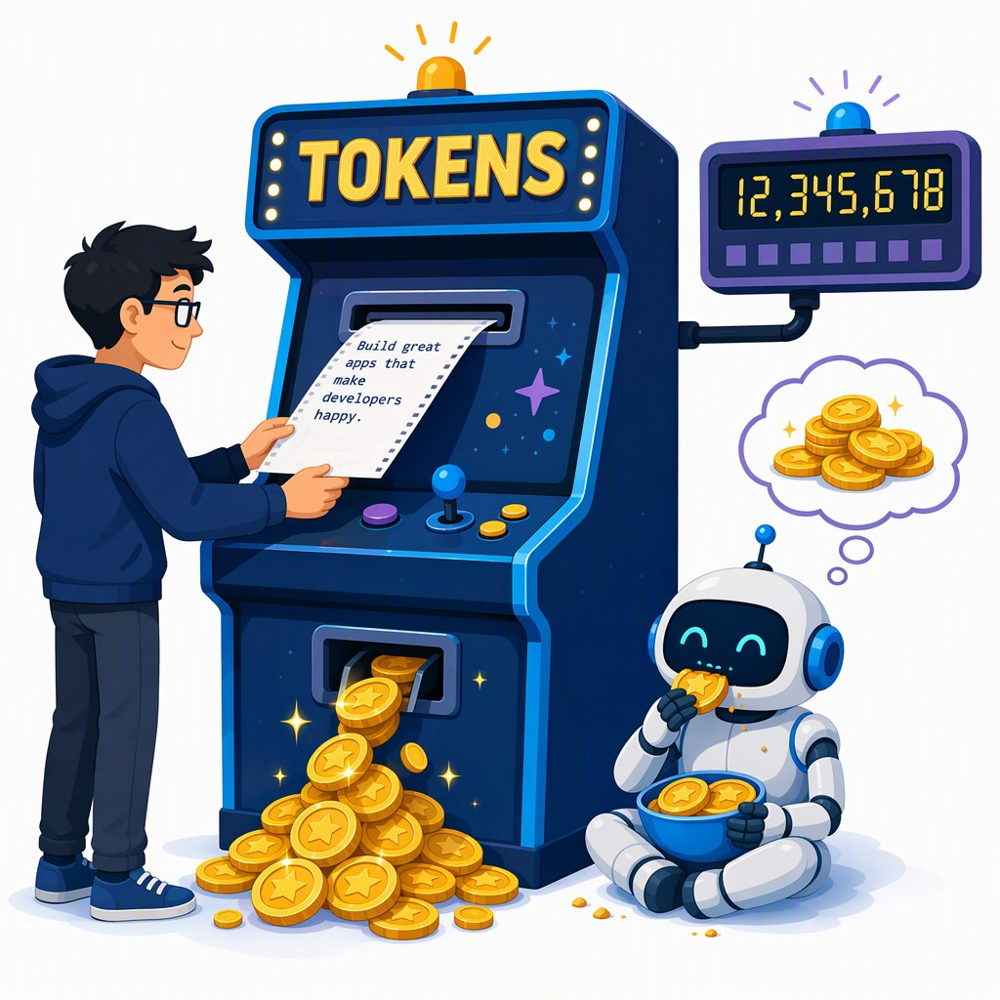 TOKENS
12,345,678
Build great
apps that
make
developers
happy.